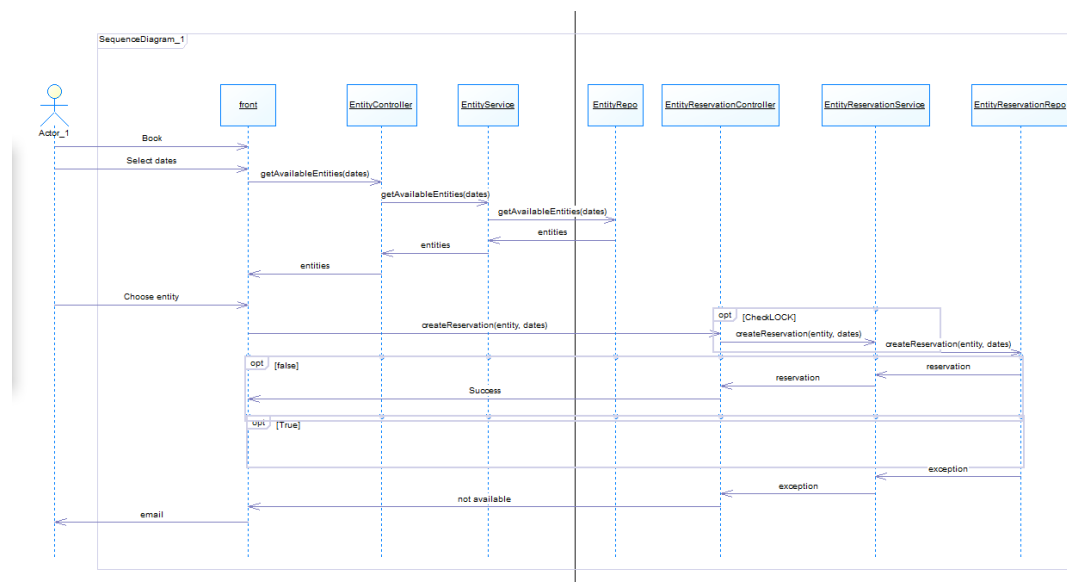 SequenceDiagram_1
Actor_1
front
EntityController
EntityService
EntityRepo
EntityReservationController
EntityReservationService
EntityReservationRepo
Book
Select dates
getAvailableEntities(dates)
getAvailableEntities(dates)
getAvailableEntities(dates)
entities
entities
entities
Choose entity
opt [CheckLOCK]
createReservation(entity, dates)
createReservation(entity, dates)
createReservation(entity, dates)
opt [false]
reservation
reservation
Success
opt [True]
exception
exception
not available
email